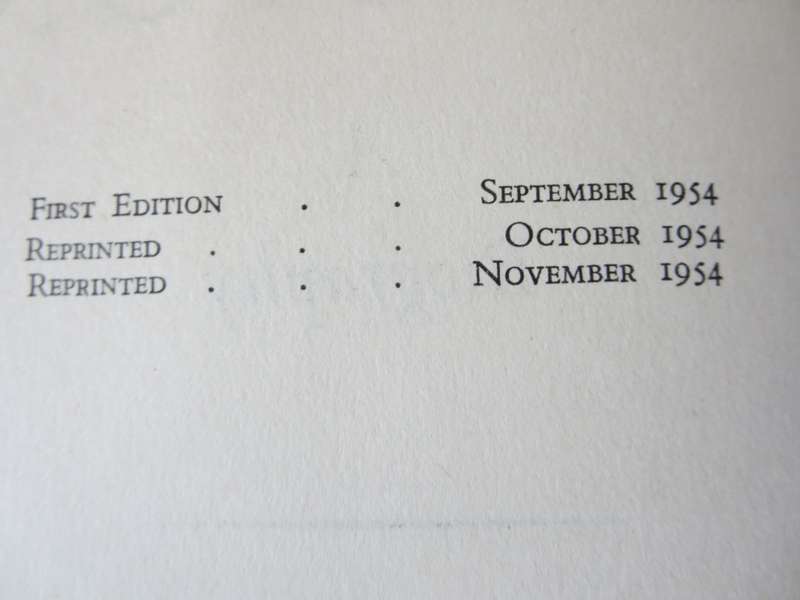 First Edition . . September 1954
Reprinted . . . October 1954
Reprinted . . . November 1954